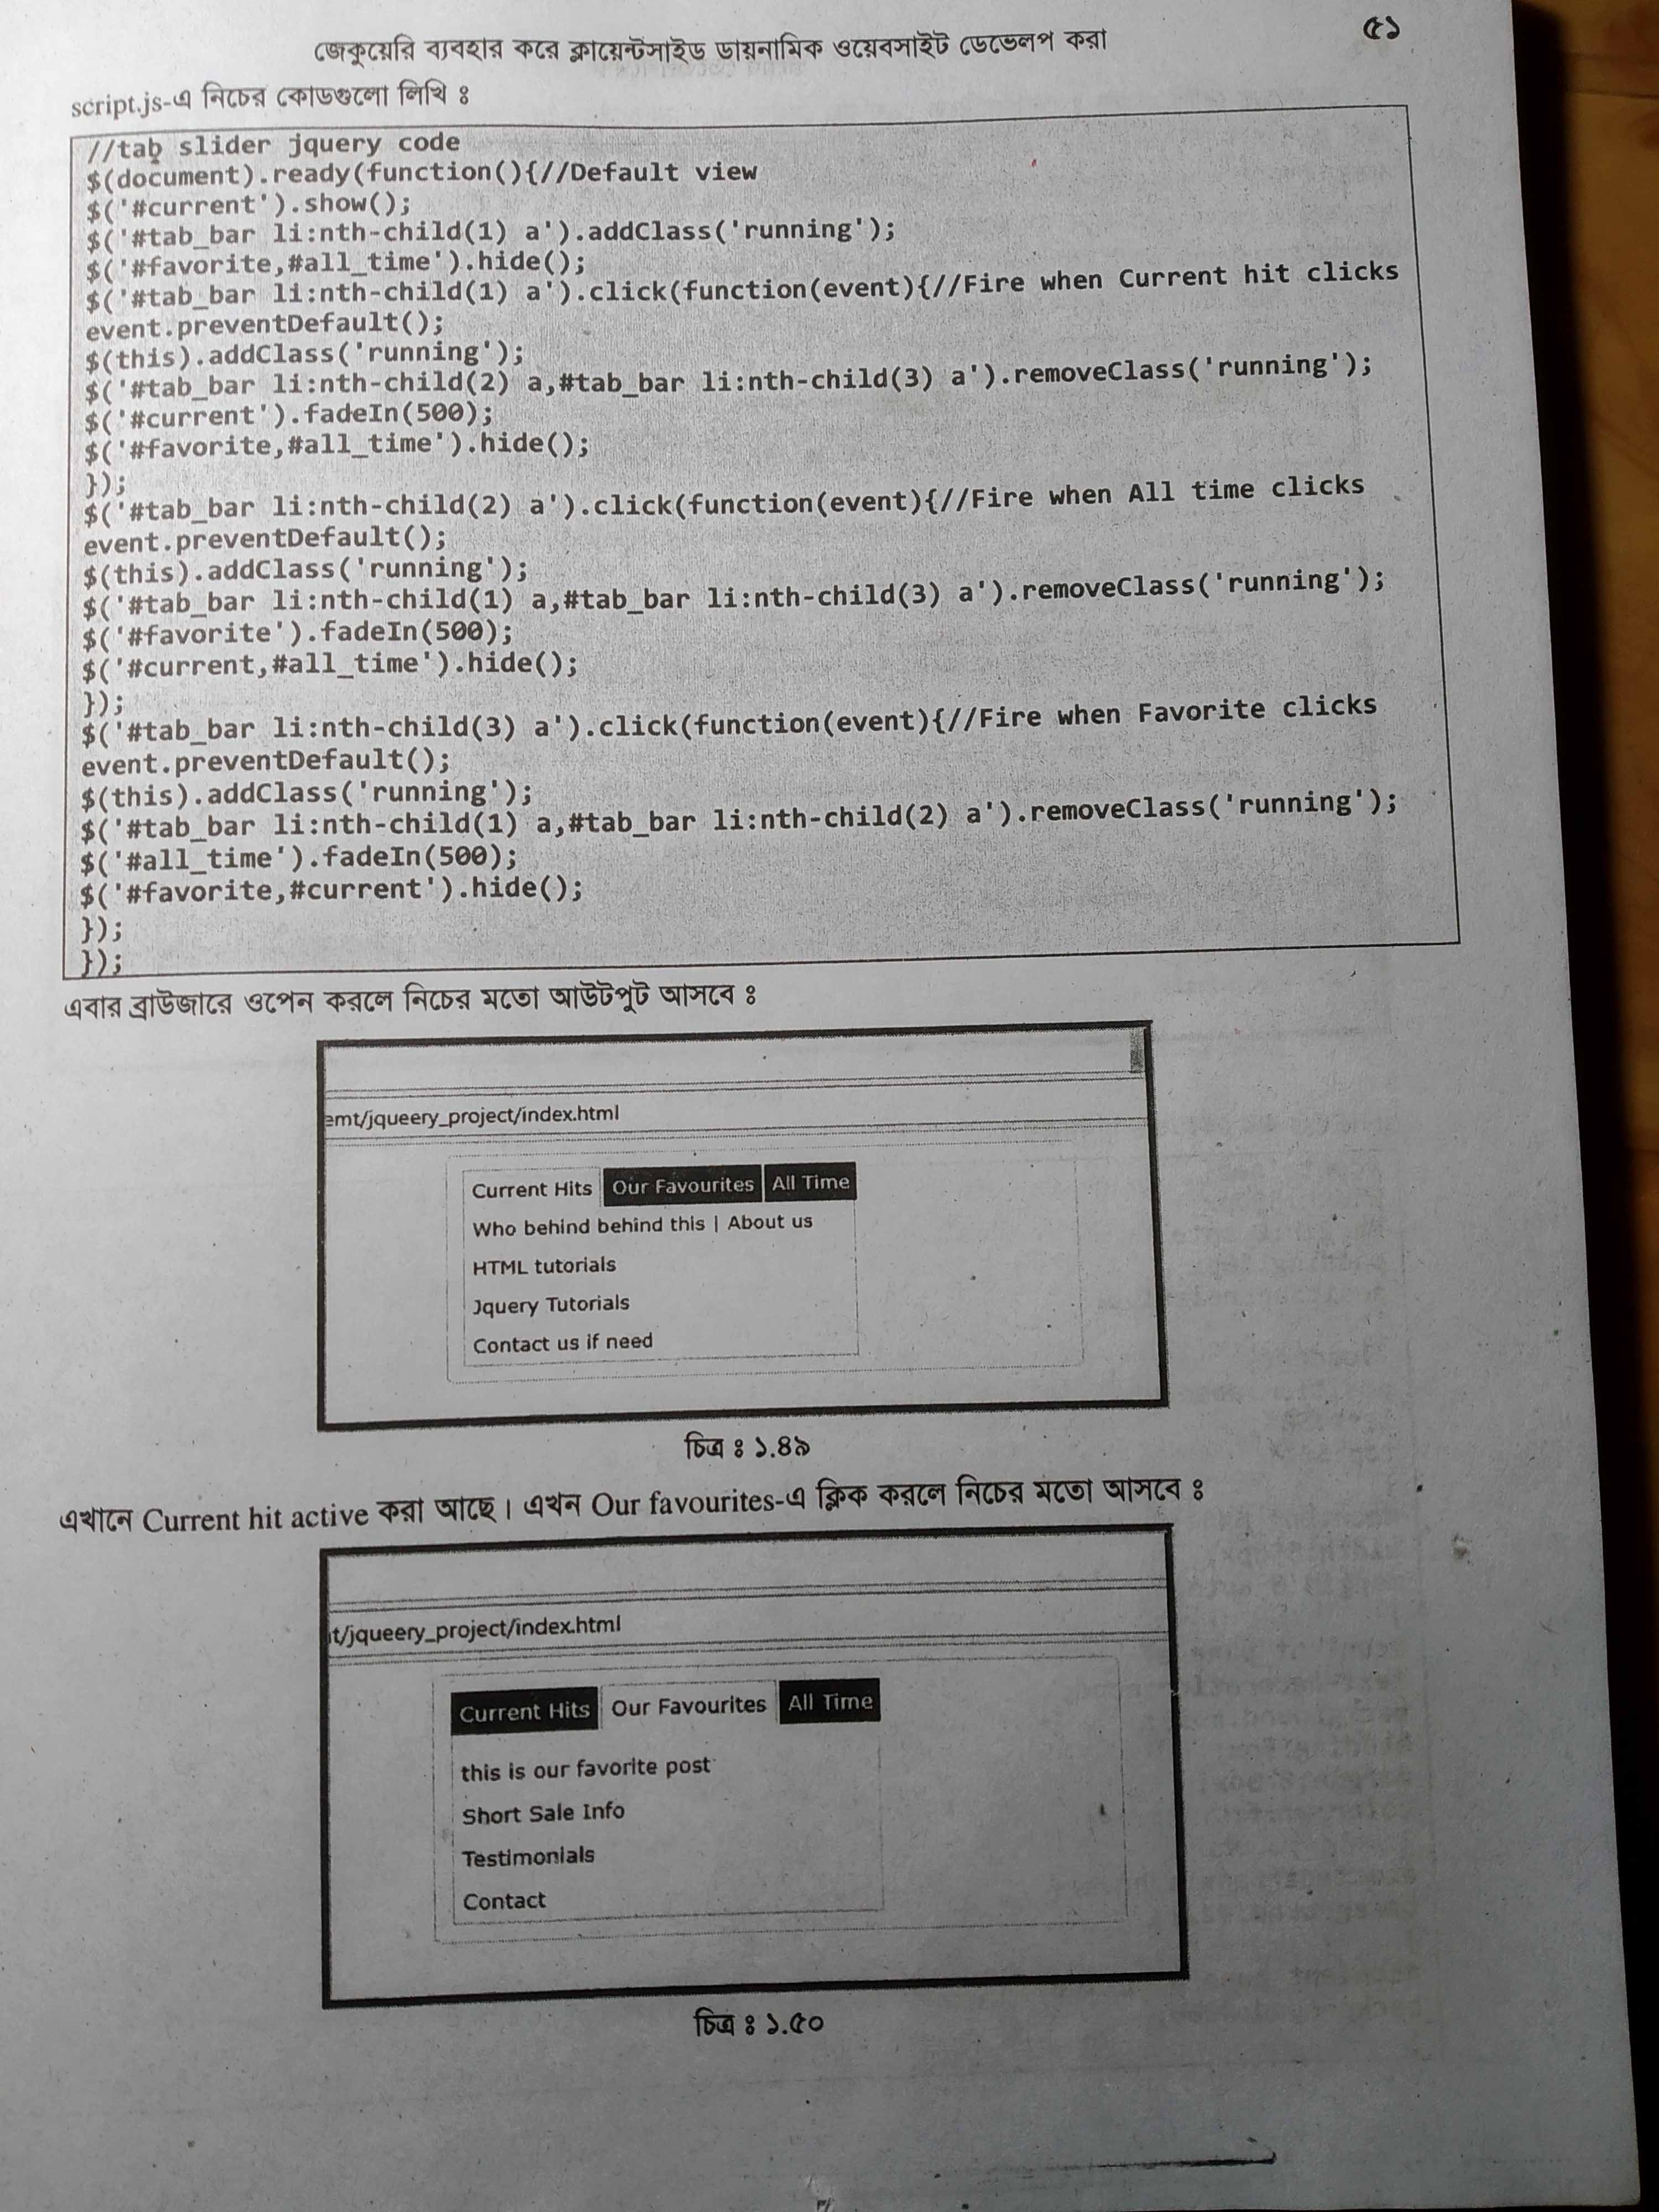 জেকুয়েরি ব্যবহার করে ক্লায়েন্টসাইড ডায়নামিক ওয়েবসাইট ডেভেলপ করা
৫১
script.js-এ নিচের কোডগুলো লিখি ঃ
//tab slider jquery code
$(document).ready(function(){//Default view
$('#current').show();
$('#tab_bar li:nth-child(1) a').addClass('running');
$('#favorite,#all_time').hide();
$('#tab_bar li:nth-child(1) a').click(function(event){//Fire when Current hit clicks
event.preventDefault();
$(this).addClass('running');
$('#tab_bar li:nth-child(2) a,#tab_bar li:nth-child(3) a').removeClass('running');
$('#current').fadeIn(500);
$('#favorite,#all_time').hide();
});
$('#tab_bar li:nth-child(2) a').click(function(event){//Fire when All time clicks
event.preventDefault();
$(this).addClass('running');
$('#tab_bar li:nth-child(1) a,#tab_bar li:nth-child(3) a').removeClass('running');
$('#favorite').fadeIn(500);
$('#current,#all_time').hide();
});
$('#tab_bar li:nth-child(3) a').click(function(event){//Fire when Favorite clicks
event.preventDefault();
$(this).addClass('running');
$('#tab_bar li:nth-child(1) a,#tab_bar li:nth-child(2) a').removeClass('running');
$('#all_time').fadeIn(500);
$('#favorite,#current').hide();
});
});
এবার ব্রাউজারে ওপেন করলে নিচের মতো আউটপুট আসবে ঃ
emt/jqueery_project/index.html
Current Hits Our Favourites All Time
Who behind behind this | About us
HTML tutorials
Jquery Tutorials
Contact us if need
চিত্র ঃ ১.৪৯
এখানে Current hit active করা আছে। এখন Our favourites-এ ক্লিক করলে নিচের মতো আসবে ঃ
it/jqueery_project/index.html
Current Hits Our Favourites All Time
this is our favorite post
Short Sale Info
Testimonials
Contact
চিত্র ঃ ১.৫০